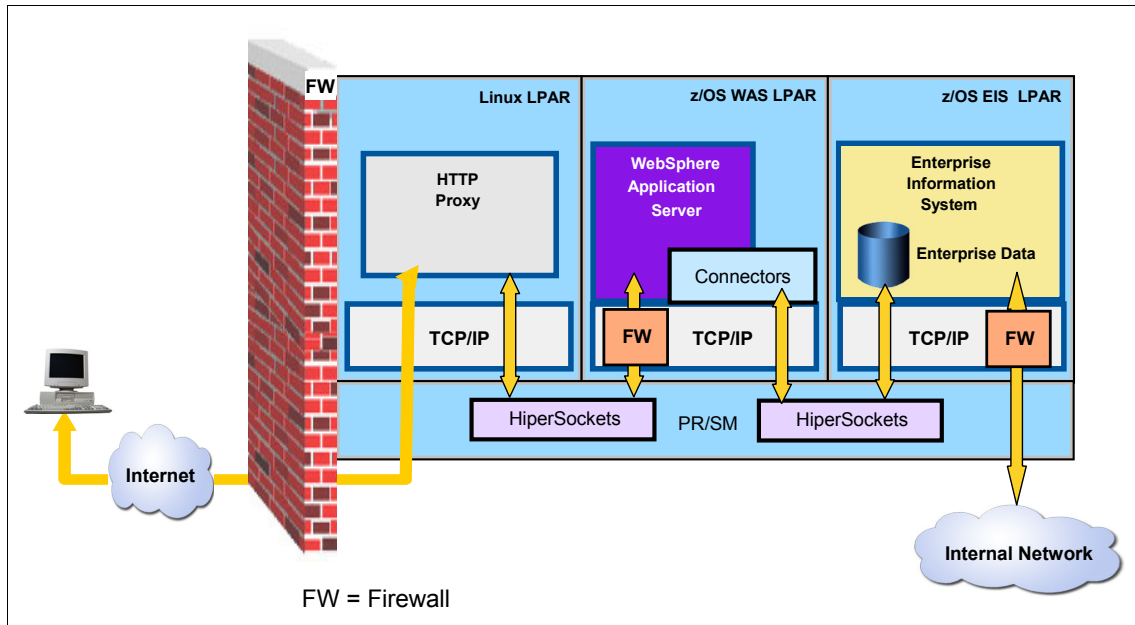 FW
Linux LPAR
z/OS WAS LPAR
z/OS EIS LPAR
HTTP
Proxy
WebSphere
Application
Server
Enterprise
Information
System
Enterprise Data
Connectors
TCP/IP
FW
TCP/IP
TCP/IP
FW
HiperSockets
PR/SM
HiperSockets
Internet
Internal Network
FW = Firewall